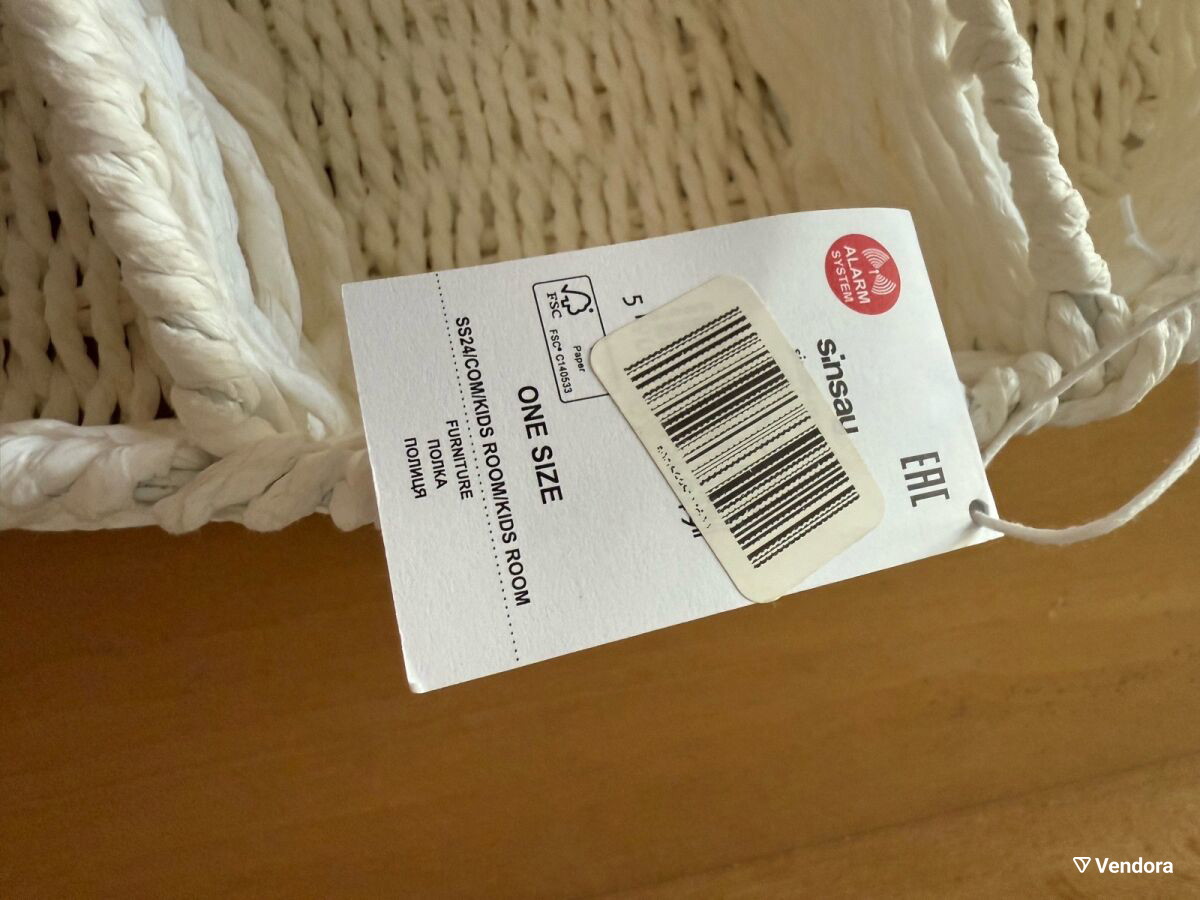 EAC
ALARM
SYSTEM
sinsay
5
FSC
Paper
FSC® C140533
ONE SIZE
SS24/COM/KIDS ROOM/KIDS ROOM
FURNITURE
ПОЛКА
ПОЛИЦЯ
Vendora